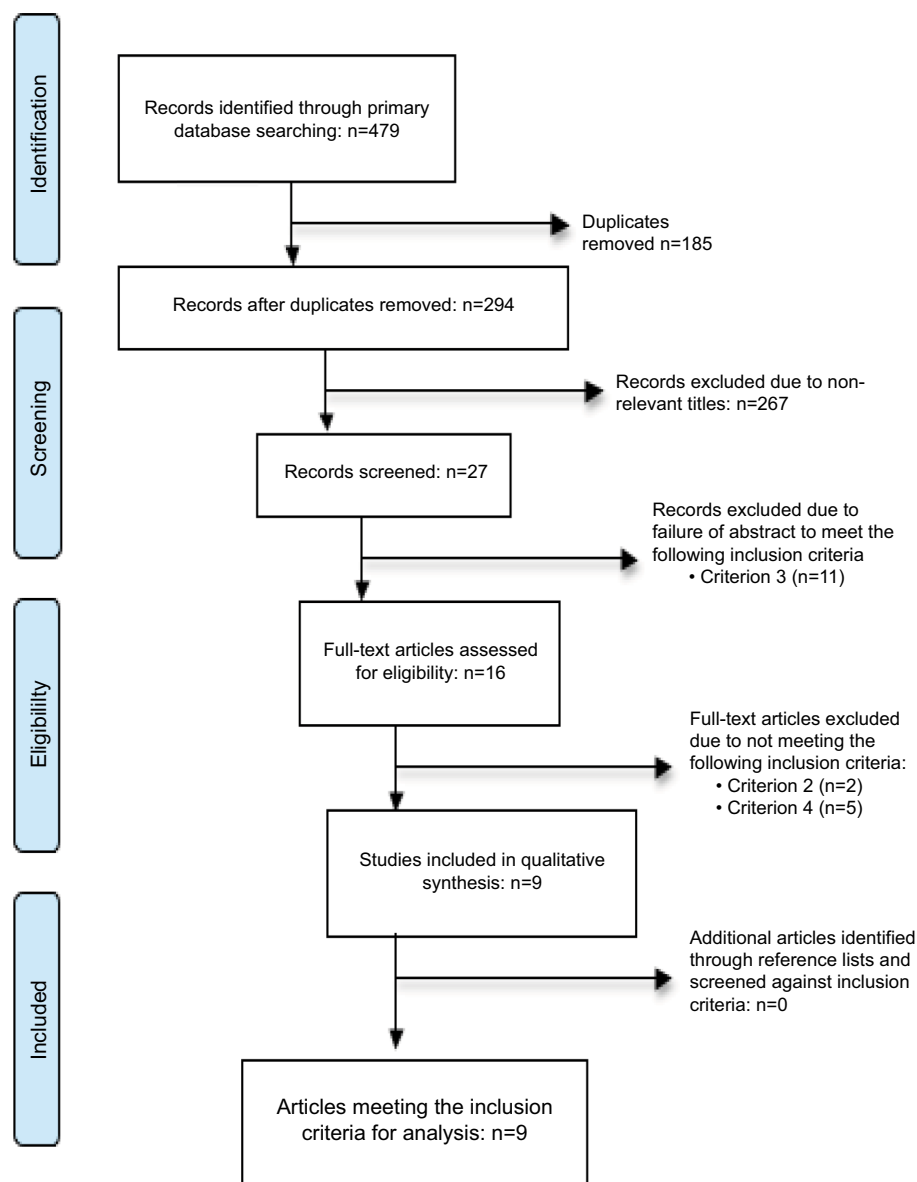 Identification
Records identified through primary
database searching: n=479
Duplicates
removed n=185
Records after duplicates removed: n=294
Screening
Records excluded due to non-
relevant titles: n=267
Records screened: n=27
Records excluded due to
failure of abstract to meet the
following inclusion criteria
• Criterion 3 (n=11)
Eligibililty
Full-text articles assessed
for eligibility: n=16
Full-text articles excluded
due to not meeting the
following inclusion criteria:
• Criterion 2 (n=2)
• Criterion 4 (n=5)
Studies included in qualitative
synthesis: n=9
Included
Additional articles identified
through reference lists and
screened against inclusion
criteria: n=0
Articles meeting the inclusion
criteria for analysis: n=9